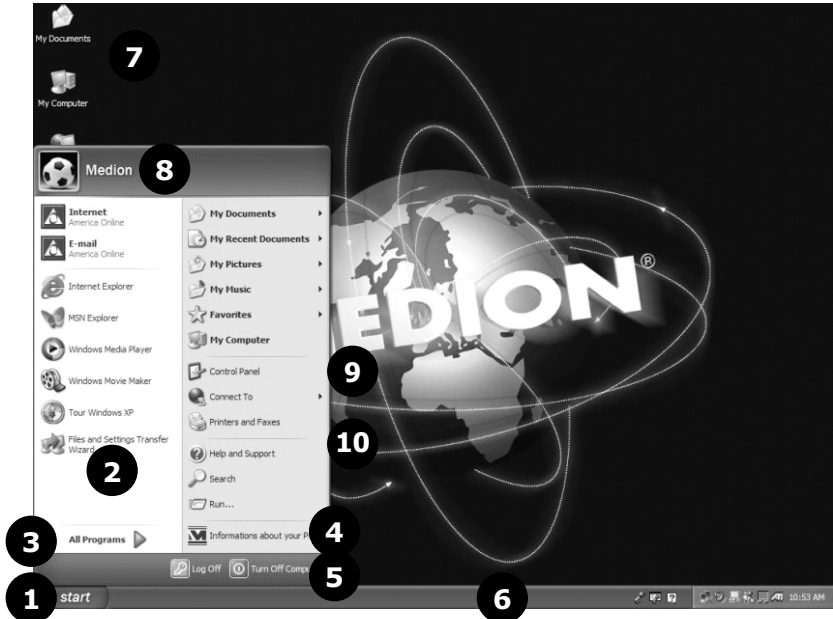 My Documents
7
My Computer
Medion
8
Internet
America Online
E-mail
America Online
Internet Explorer
MSN Explorer
Windows Media Player
Windows Movie Maker
Tour Windows XP
Files and Settings Transfer
Wizard
2
All Programs
3
My Documents
My Recent Documents
My Pictures
My Music
Favorites
My Computer
Control Panel
9
Connect To
Printers and Faxes
10
Help and Support
Search
Run...
Informations about your P
4
Log Off
Turn Off Compu
5
EDION®
1
start
6
10:53 AM